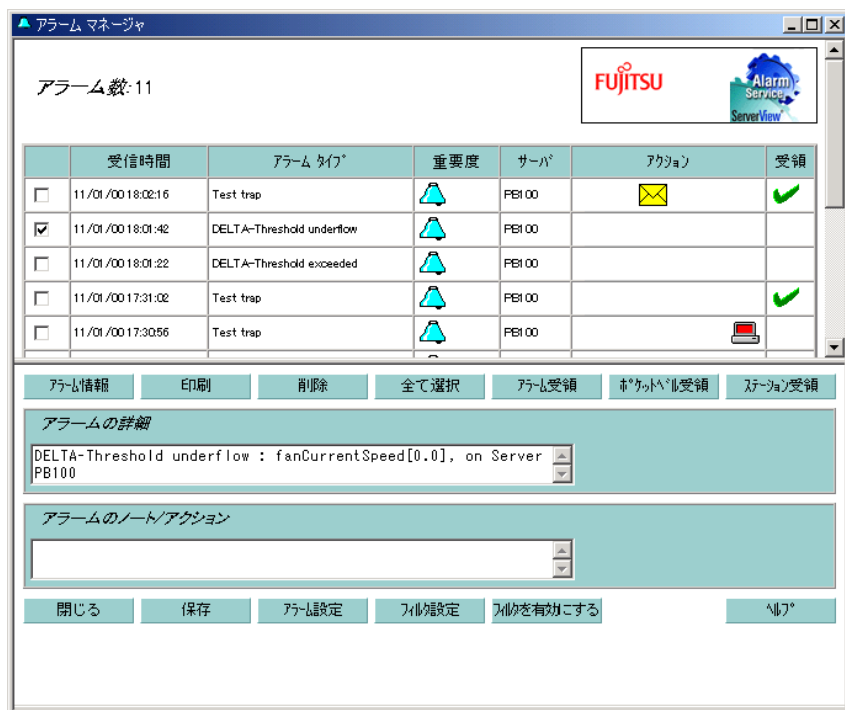 アラーム マネージャ
アラーム数:11
FUJITSU
Alarm
Service
ServerView
受信時間 アラーム タイプ 重要度 サーバ アクション 受領
11/01/00 18:02:16 Test trap PB100
11/01/00 18:01:42 DELTA-Threshold underflow PB100
11/01/00 18:01:22 DELTA-Threshold exceeded PB100
11/01/00 17:31:02 Test trap PB100
11/01/00 17:30:56 Test trap PB100
アラーム情報 印刷 削除 全て選択 アラーム受領 ポケットベル受領 ステーション受領
アラームの詳細
DELTA-Threshold underflow : fanCurrentSpeed[0.0], on Server
PB100
アラームのノート/アクション
閉じる 保存 アラーム設定 フィルタ設定 フィルタを有効にする ヘルプ